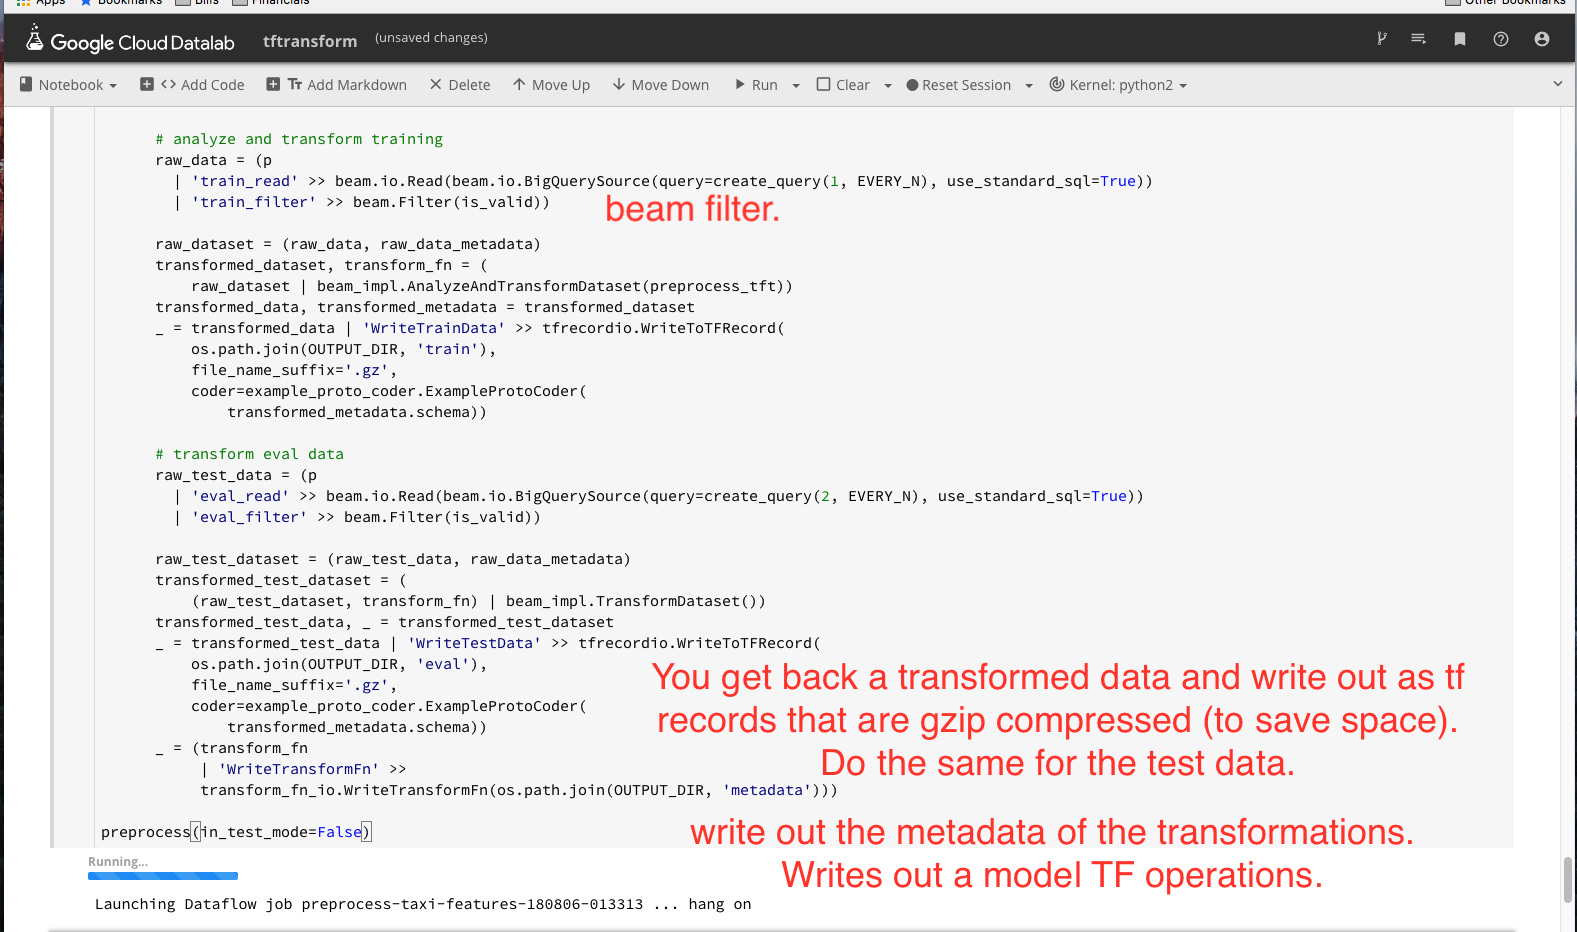 Apps Bookmarks Bills Financials Other Bookmarks
Google Cloud Datalab tftransform (unsaved changes)
Notebook <> Add Code Tт Add Markdown Delete Move Up Move Down Run Clear Reset Session Kernel: python2
# analyze and transform training
raw_data = (p
| 'train_read' >> beam.io.Read(beam.io.BigQuerySource(query=create_query(1, EVERY_N), use_standard_sql=True))
| 'train_filter' >> beam.Filter(is_valid))
beam filter.
raw_dataset = (raw_data, raw_data_metadata)
transformed_dataset, transform_fn = (
raw_dataset | beam_impl.AnalyzeAndTransformDataset(preprocess_tft))
transformed_data, transformed_metadata = transformed_dataset
_ = transformed_data | 'WriteTrainData' >> tfrecordio.WriteToTFRecord(
os.path.join(OUTPUT_DIR, 'train'),
file_name_suffix='.gz',
coder=example_proto_coder.ExampleProtoCoder(
transformed_metadata.schema))
# transform eval data
raw_test_data = (p
| 'eval_read' >> beam.io.Read(beam.io.BigQuerySource(query=create_query(2, EVERY_N), use_standard_sql=True))
| 'eval_filter' >> beam.Filter(is_valid))
raw_test_dataset = (raw_test_data, raw_data_metadata)
transformed_test_dataset = (
(raw_test_dataset, transform_fn) | beam_impl.TransformDataset())
transformed_test_data, _ = transformed_test_dataset
_ = transformed_test_data | 'WriteTestData' >> tfrecordio.WriteToTFRecord(
os.path.join(OUTPUT_DIR, 'eval'),
file_name_suffix='.gz',
coder=example_proto_coder.ExampleProtoCoder(
transformed_metadata.schema))
You get back a transformed data and write out as tf
records that are gzip compressed (to save space).
Do the same for the test data.
_ = (transform_fn
| 'WriteTransformFn' >>
transform_fn_io.WriteTransformFn(os.path.join(OUTPUT_DIR, 'metadata')))
preprocess(in_test_mode=False)
write out the metadata of the transformations.
Writes out a model TF operations.
Running...
Launching Dataflow job preprocess-taxi-features-180806-013313 ... hang on